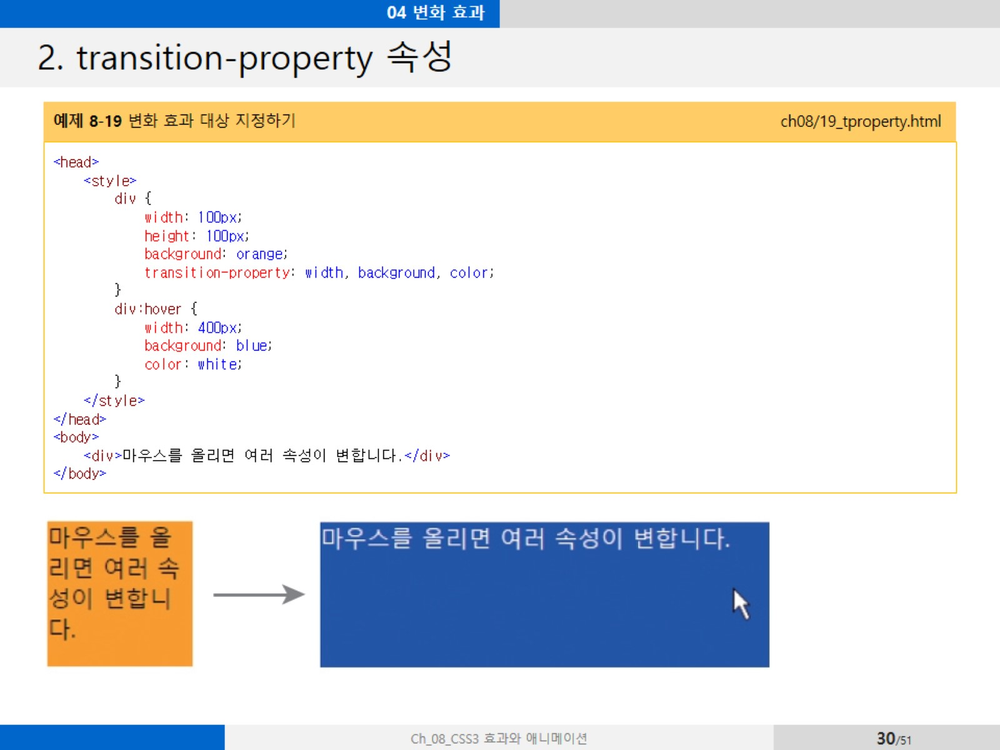 04 변화 효과
2. transition-property 속성
예제 8-19 변화 효과 대상 지정하기 ch08/19_tproperty.html
<head>
<style>
div {
width: 100px;
height: 100px;
background: orange;
transition-property: width, background, color;
}
div:hover {
width: 400px;
background: blue;
color: white;
}
</style>
</head>
<body>
<div>마우스를 올리면 여러 속성이 변합니다.</div>
</body>
마우스를 올
리면 여러 속
성이 변합니
다.
마우스를 올리면 여러 속성이 변합니다.
Ch_08_CSS3 효과와 애니메이션
30/51